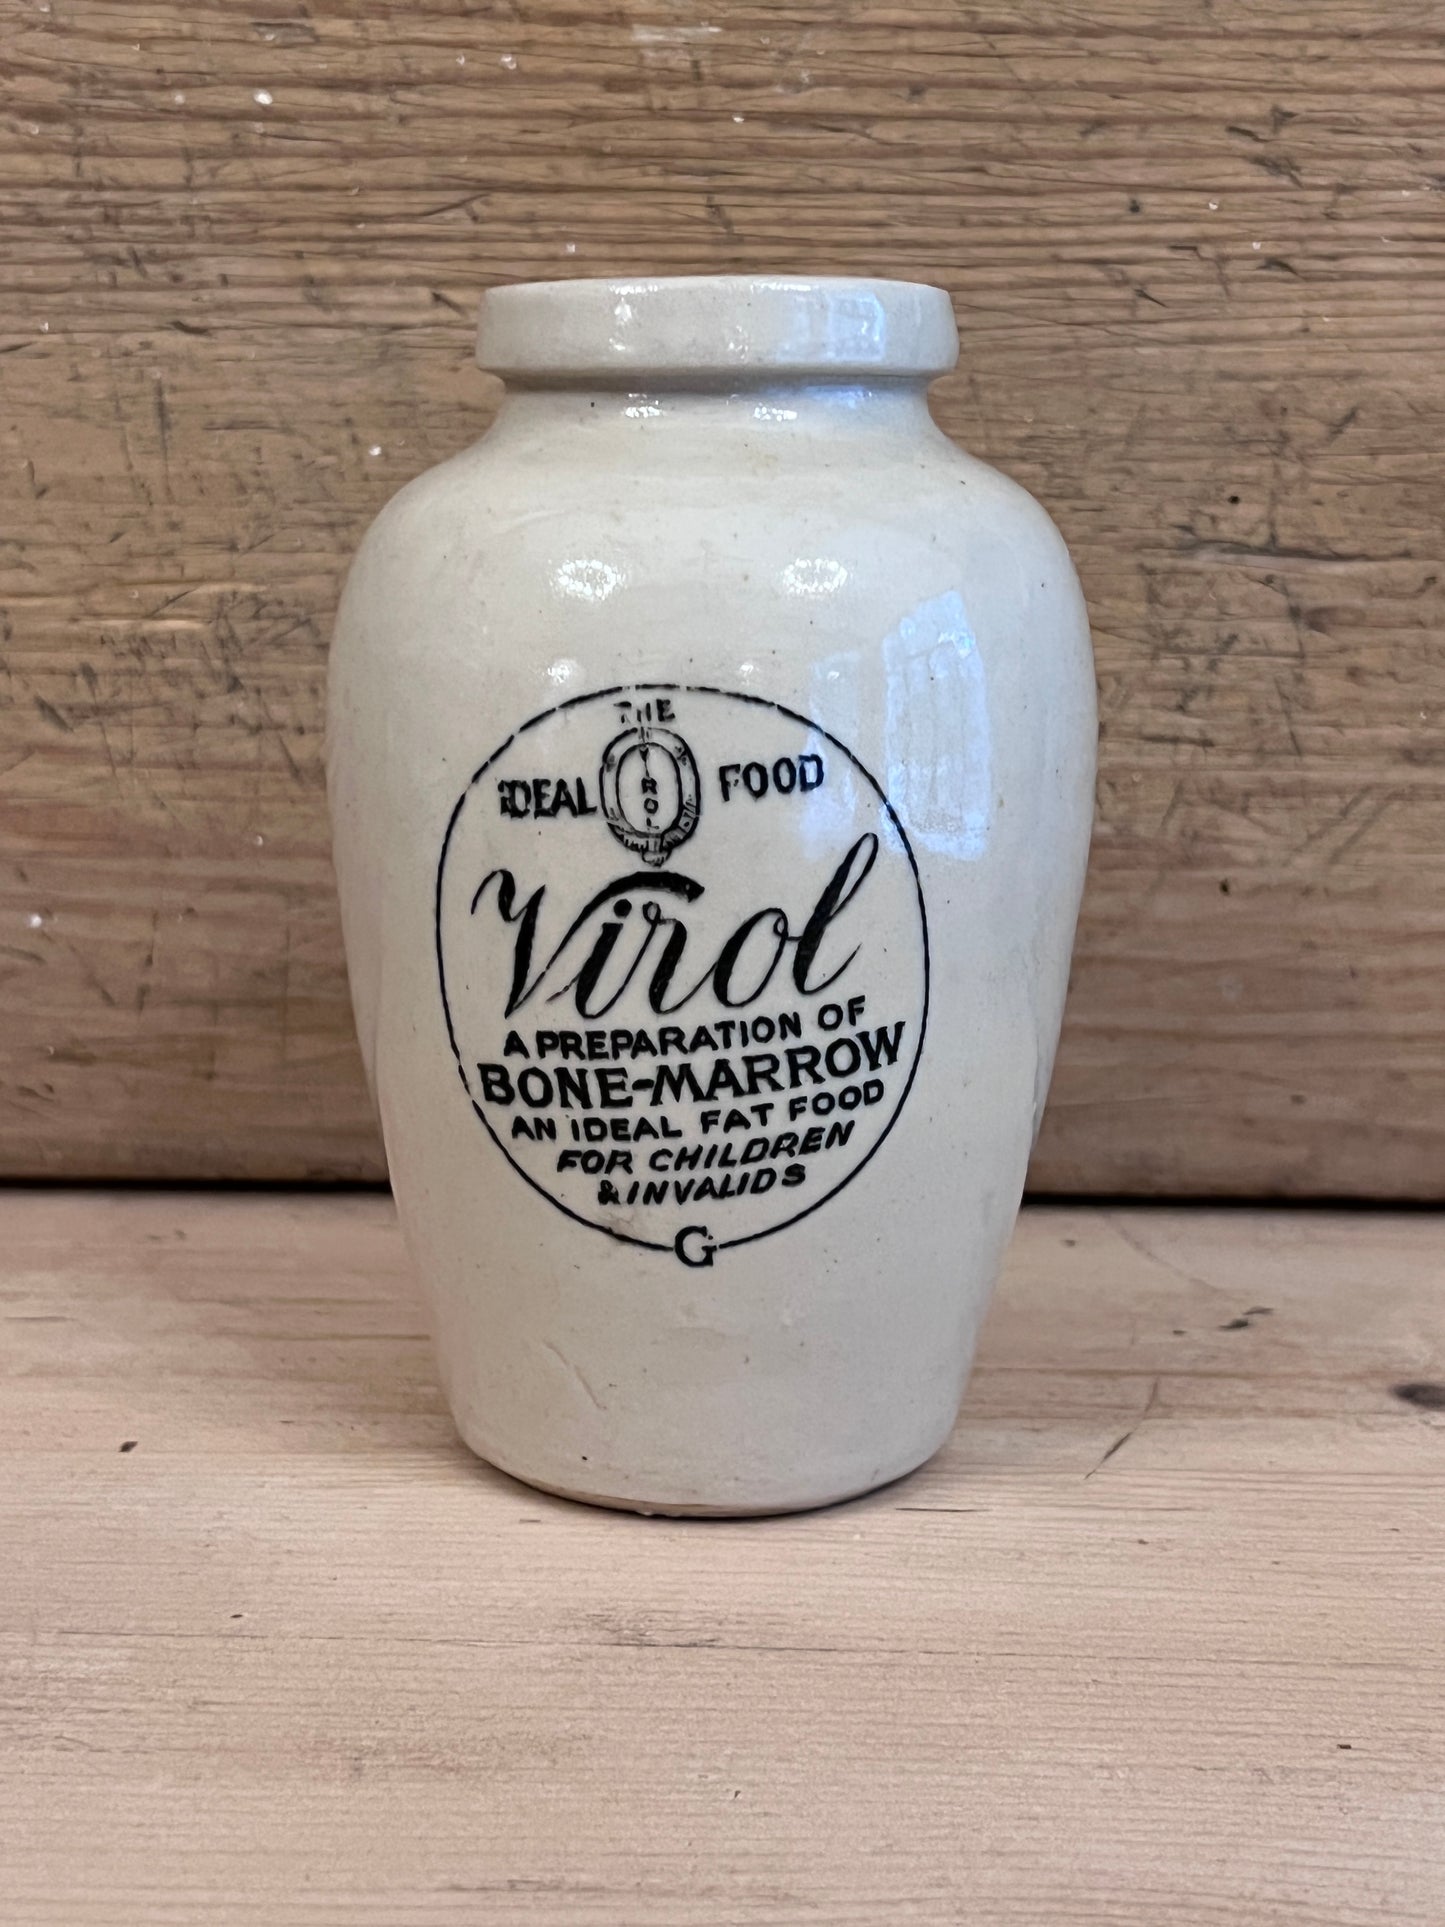 THE
IDEAL FOOD
VIROL
Virol
A PREPARATION OF
BONE-MARROW
AN IDEAL FAT FOOD
FOR CHILDREN
& INVALIDS
G